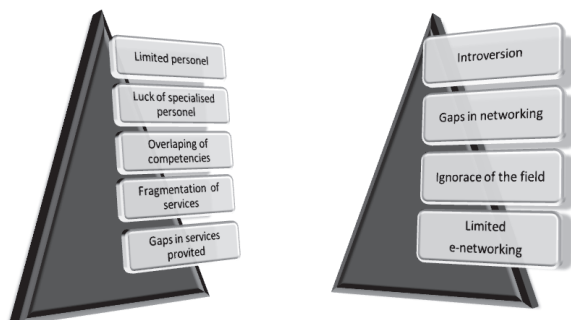 Limited personel
Luck of specialised
personel
Overlaping of
competencies
Fragmentation of
services
Gaps in services
provited
Introversion
Gaps in networking
Ignorace of the field
Limited
e-networking